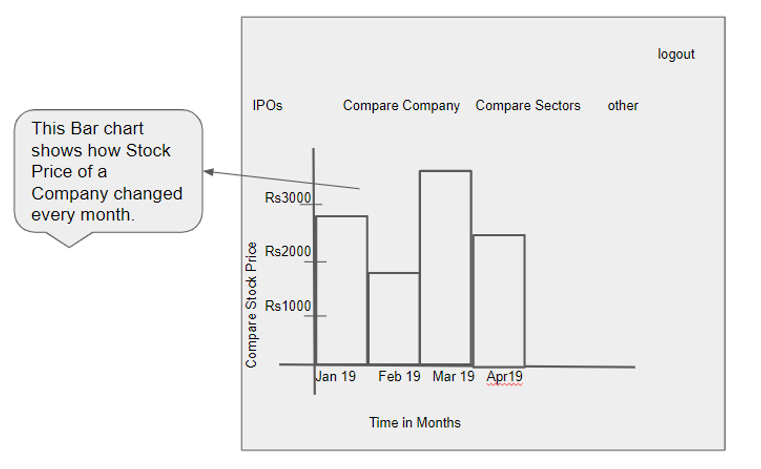 logout
IPOs Compare Company Compare Sectors other
This Bar chart
shows how Stock
Price of a
Company changed
every month.
Rs3000
Rs2000
Rs1000
Compare Stock Price
Jan 19 Feb 19 Mar 19 Apr19
Time in Months